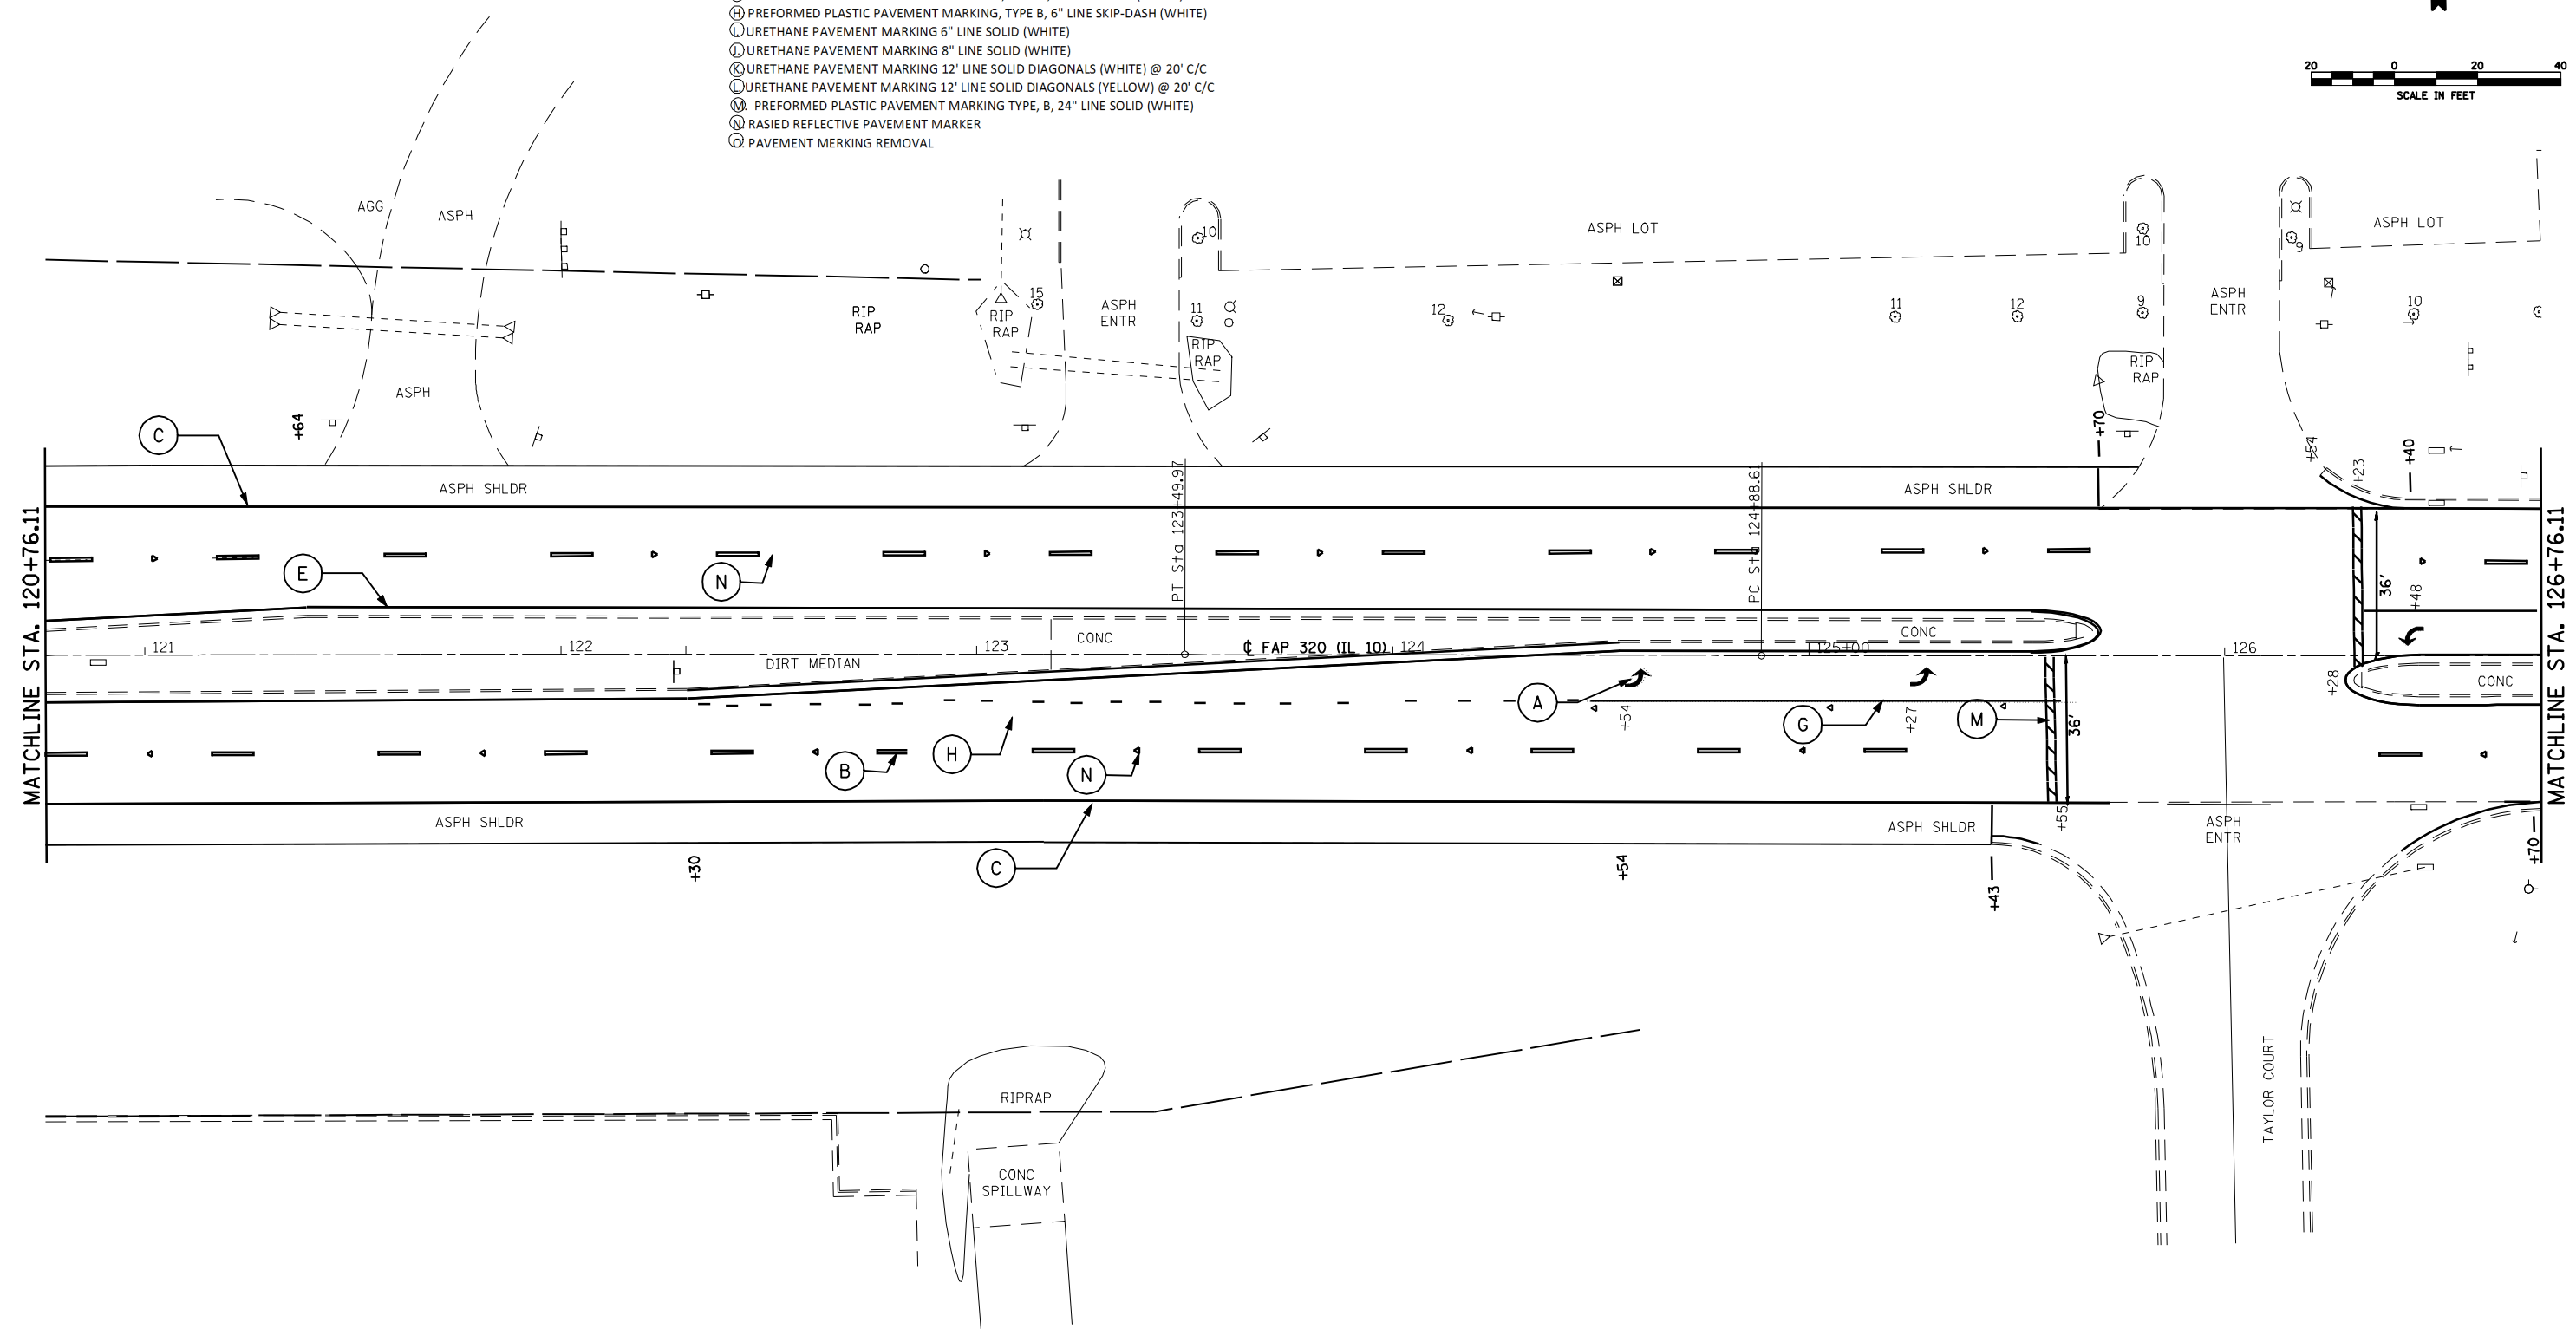 H. PREFORMED PLASTIC PAVEMENT MARKING, TYPE B, 6" LINE SKIP-DASH (WHITE)
I. URETHANE PAVEMENT MARKING 6" LINE SOLID (WHITE)
J. URETHANE PAVEMENT MARKING 8" LINE SOLID (WHITE)
K. URETHANE PAVEMENT MARKING 12' LINE SOLID DIAGONALS (WHITE) @ 20' C/C
L. URETHANE PAVEMENT MARKING 12' LINE SOLID DIAGONALS (YELLOW) @ 20' C/C
M. PREFORMED PLASTIC PAVEMENT MARKING TYPE, B, 24" LINE SOLID (WHITE)
N. RASIED REFLECTIVE PAVEMENT MARKER
O. PAVEMENT MERKING REMOVAL
20 0 20 40
SCALE IN FEET
AGG
ASPH
ASPH LOT
ASPH LOT
10
10
9
15
11
12
11
12
9
10
RIP
RAP
RIP
RAP
ASPH
ENTR
RIP
RAP
ASPH
ENTR
RIP
RAP
ASPH
+64
+70
+54
+23
+40
C
ASPH SHLDR
ASPH SHLDR
PT Sta 123+49.97
PC Sta 124+88.61
MATCHLINE STA. 120+76.11
MATCHLINE STA. 126+76.11
E
N
36'
+48
121
122
123
CONC
℄ FAP 320 (IL 10)
124
125+00
CONC
126
DIRT MEDIAN
+28
CONC
A
+54
G
+27
M
36'
B
H
N
ASPH SHLDR
ASPH SHLDR
+55
ASPH
ENTR
+70
+30
C
+54
+43
TAYLOR COURT
RIPRAP
CONC
SPILLWAY